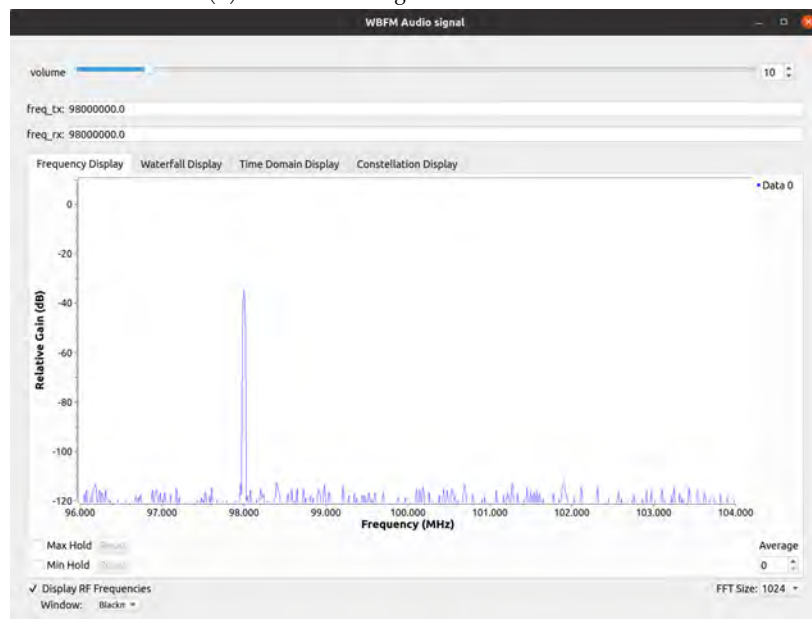 WBFM Audio signal
volume 10
freq_tx: 98000000.0
freq_rx: 98000000.0
Frequency Display Waterfall Display Time Domain Display Constellation Display
Data 0
0
-20
-40
-60
-80
-100
-120
Relative Gain (dB)
96.000 97.000 98.000 99.000 100.000 101.000 102.000 103.000 104.000
Frequency (MHz)
Max Hold Reset Average
Min Hold Reset 0
✓ Display RF Frequencies FFT Size: 1024
Window: